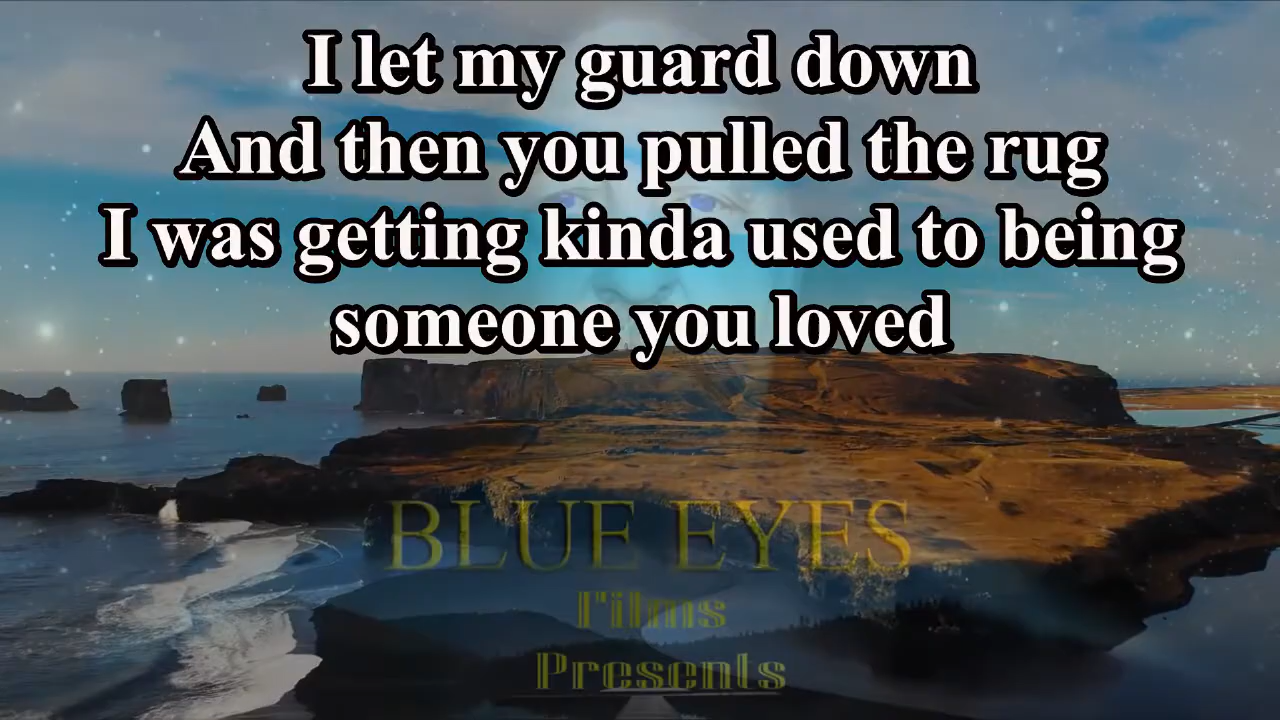 I let my guard down
And then you pulled the rug
I was getting kinda used to being
someone you loved
BLUE EYES
Films
Presents